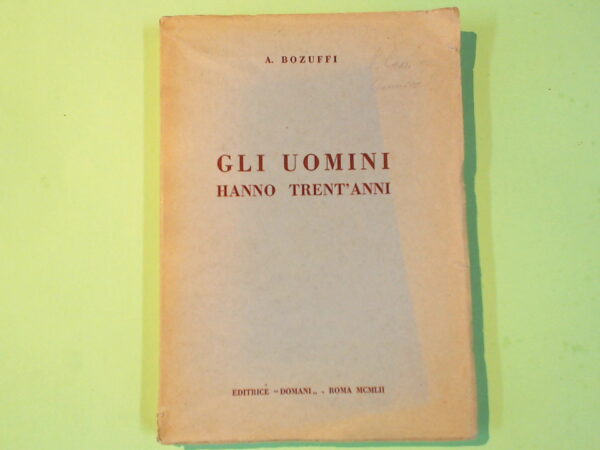 A. BOZUFFI
GLI UOMINI
HANNO TRENT'ANNI
EDITRICE "DOMANI„ - ROMA MCMLII